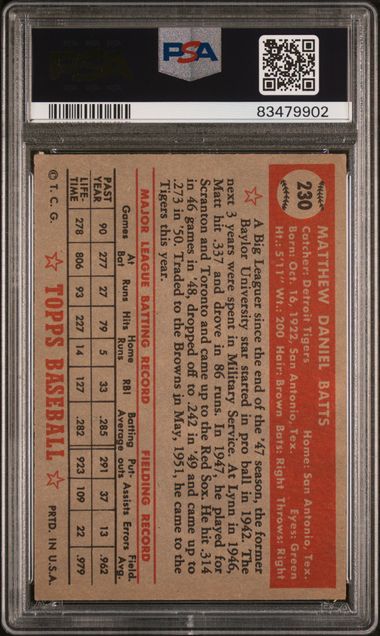 PSA
83479902
230
MATTHEW DANIEL BATTS
Catcher: Detroit Tigers Home: San Antonio, Tex.
Born: Oct. 16, 1922, San Antonio, Tex. Eyes: Green
Ht.: 5'11" Wt.: 200 Hair: Brown Bats: Right Throws: Right
A Big Leaguer since the end of the '47 season, the former
Baylor University star started in pro ball in 1942. The
next 3 years were spent in Military Service. At Lynn in 1946,
Matt hit .337 and drove in 86 runs. In 1947, he played for
Scranton and Toronto and came up to the Red Sox. He hit .314
in 46 games in '48, dropped off to .242 in '49 and came up to
.273 in '50. Traded to the Browns in May, 1951, he came to the
Tigers this year.
MAJOR LEAGUE BATTING RECORD FIELDING RECORD
Games At Bat Runs Hits Home Runs RBI Batting Average Put-outs Assists Errors Field. Avg.
PAST YEAR 90 277 27 79 5 33 .285 291 37 13 .962
LIFE TIME 278 806 93 227 14 127 .282 923 109 22 .979
© T. C. G. TOPPS BASEBALL PRTD. IN U.S.A.